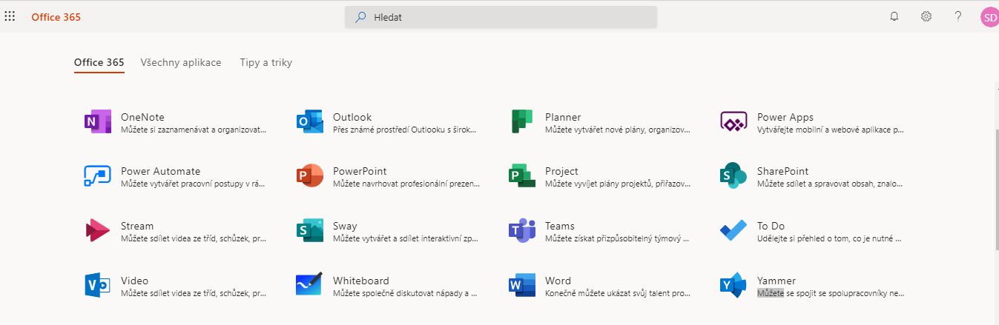 Office 365
Hledat
SD
Office 365 Všechny aplikace Tipy a triky
OneNote
Můžete si zaznamenávat a organizovat...
Outlook
Přes známé prostředí Outlooku s širok...
Planner
Můžete vytvářet nové plány, organizov...
Power Apps
Vytvářejte mobilní a webové aplikace p...
Power Automate
Můžete vytvářet pracovní postupy v rá...
PowerPoint
Můžete navrhovat profesionální prezen...
Project
Můžete vyvíjet plány projektů, přiřazov...
SharePoint
Můžete sdílet a spravovat obsah, znalo...
Stream
Můžete sdílet videa ze tříd, schůzek, pr...
Sway
Můžete vytvářet a sdílet interaktivní zp...
Teams
Můžete získat přizpůsobitelný týmový ...
To Do
Udělejte si přehled o tom, co je nutné ...
Video
Můžete sdílet videa ze tříd, schůzek, pr...
Whiteboard
Můžete společně diskutovat nápady a ...
Word
Konečně můžete ukázat svůj talent pro...
Yammer
Můžete se spojit se spolupracovníky ne...